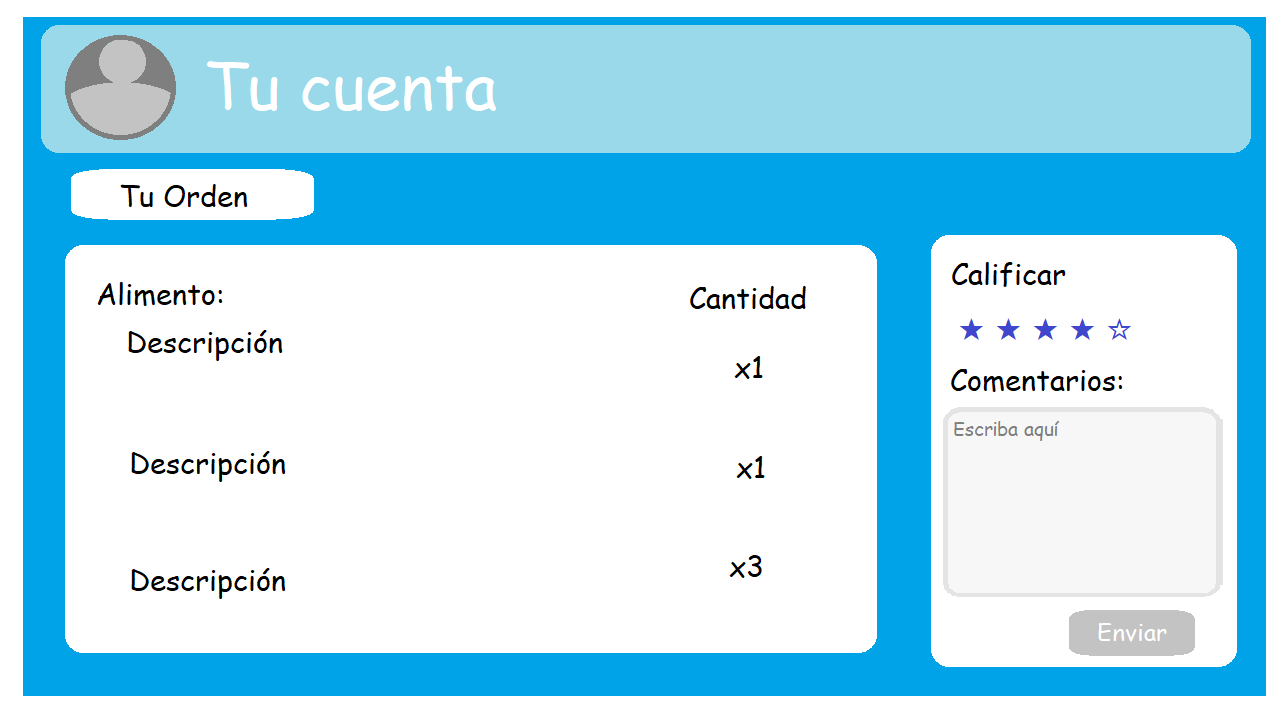 Tu cuenta
Tu Orden
Alimento:
Cantidad
Descripción
x1
Descripción
x1
Descripción
x3
Calificar
★ ★ ★ ★ ☆
Comentarios:
Escriba aquí
Enviar